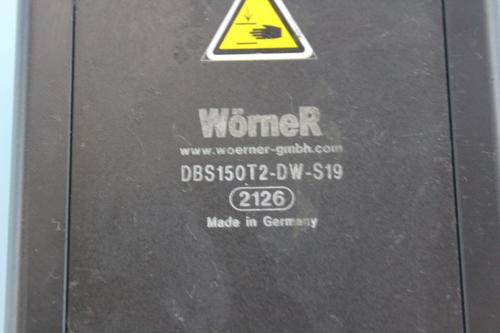 WörneR
www.woerner-gmbh.com
DBS150T2-DW-S19
2126
Made in Germany